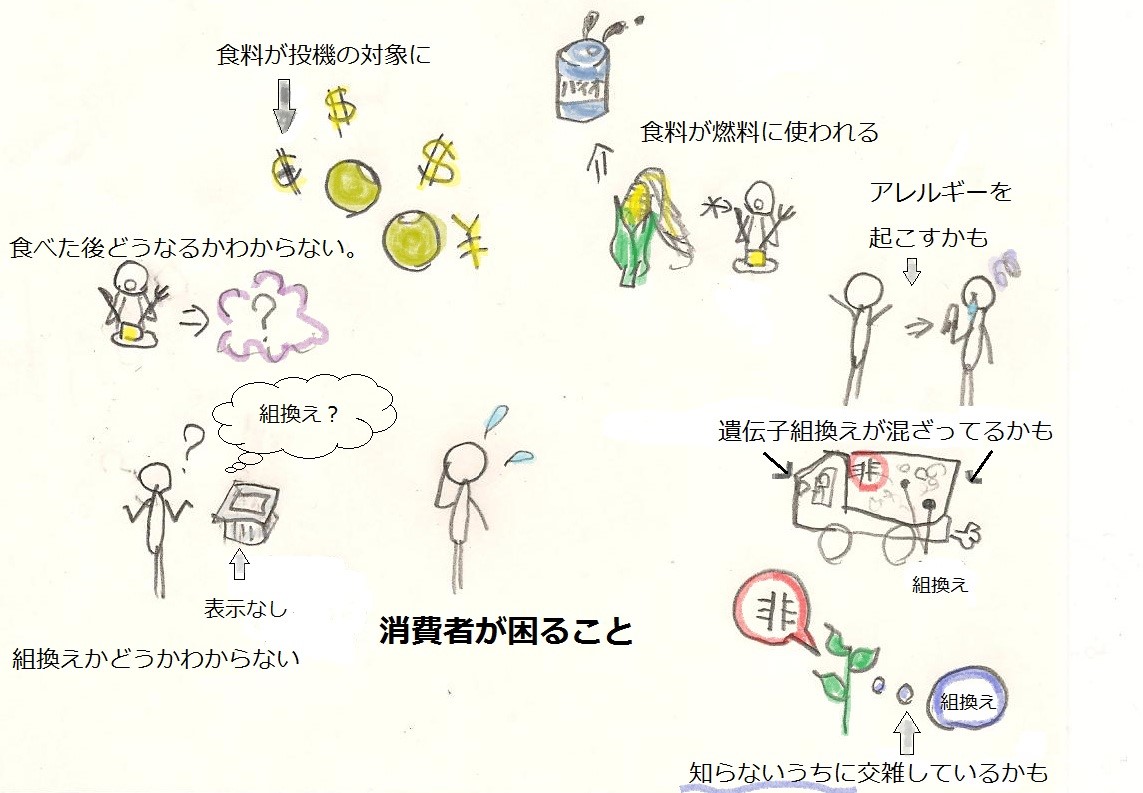 食料が投機の対象に
$
$
$
¥
バイオ
食料が燃料に使われる
アレルギーを
起こすかも
食べた後どうなるかわからない。
?
?
組換え？
表示なし
組換えかどうかわからない
消費者が困ること
遺伝子組換えが混ざってるかも
非
組換え
非
組換え
知らないうちに交雑しているかも